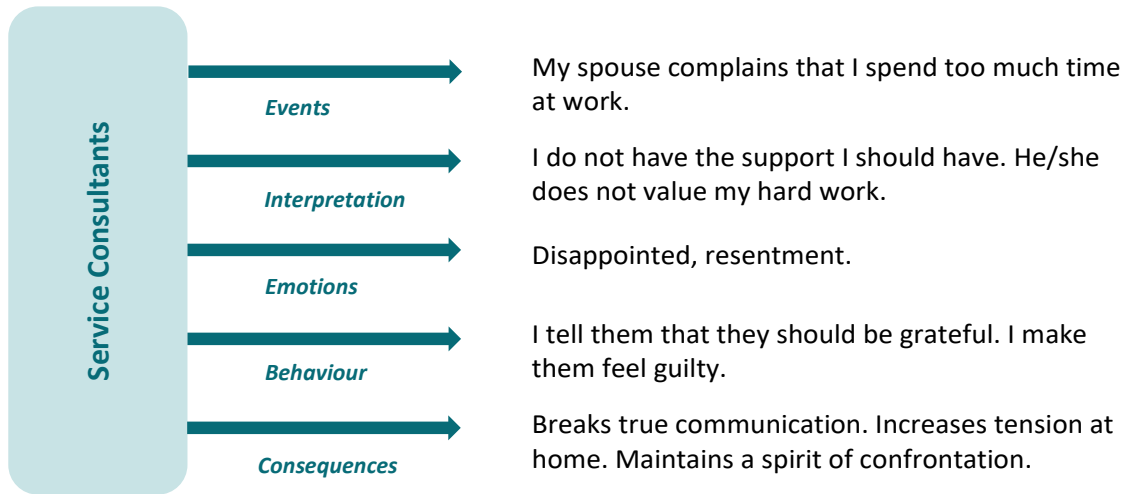 Service Consultants
My spouse complains that I spend too much time
at work.
Events
I do not have the support I should have. He/she
does not value my hard work.
Interpretation
Disappointed, resentment.
Emotions
I tell them that they should be grateful. I make
them feel guilty.
Behaviour
Breaks true communication. Increases tension at
home. Maintains a spirit of confrontation.
Consequences